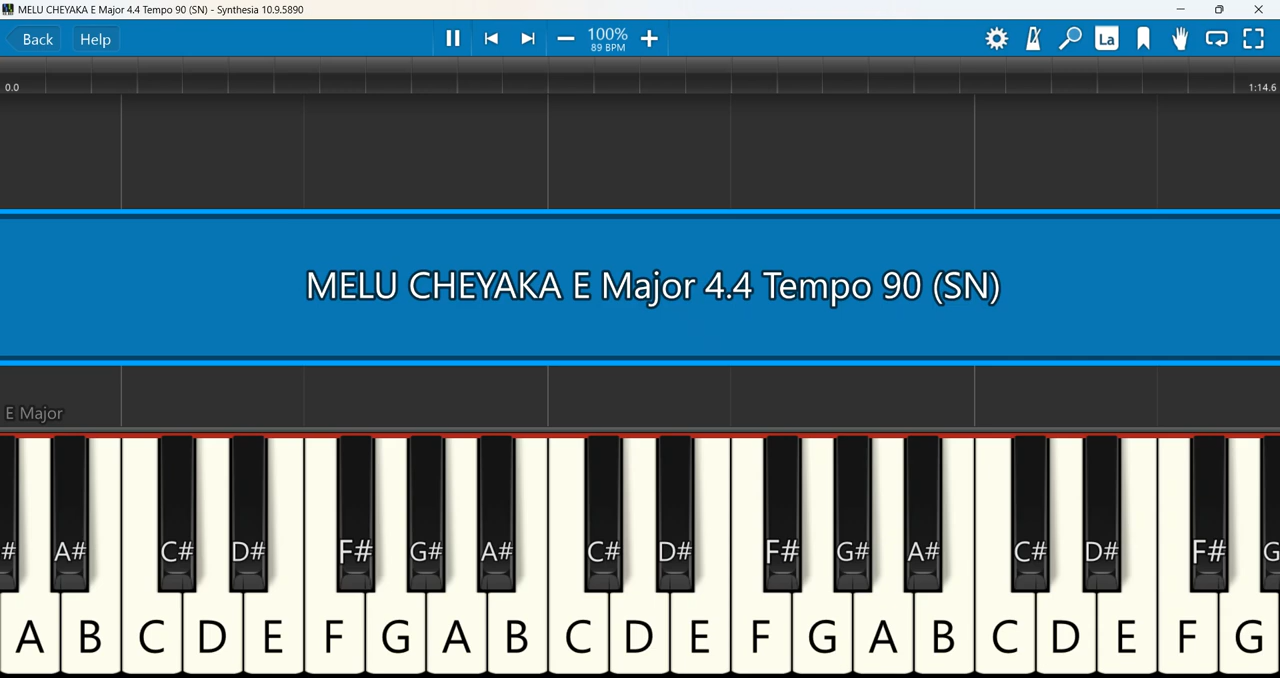 MELU CHEYAKA E Major 4.4 Tempo 90 (SN) - Synthesia 10.9.5890
Back Help 100% La
89 BPM
0.0 1:14.6
MELU CHEYAKA E Major 4.4 Tempo 90 (SN)
E Major
# A# C# D# F# G# A# C# D# F# G# A# C# D# F# G
A B C D E F G A B C D E F G A B C D E F G